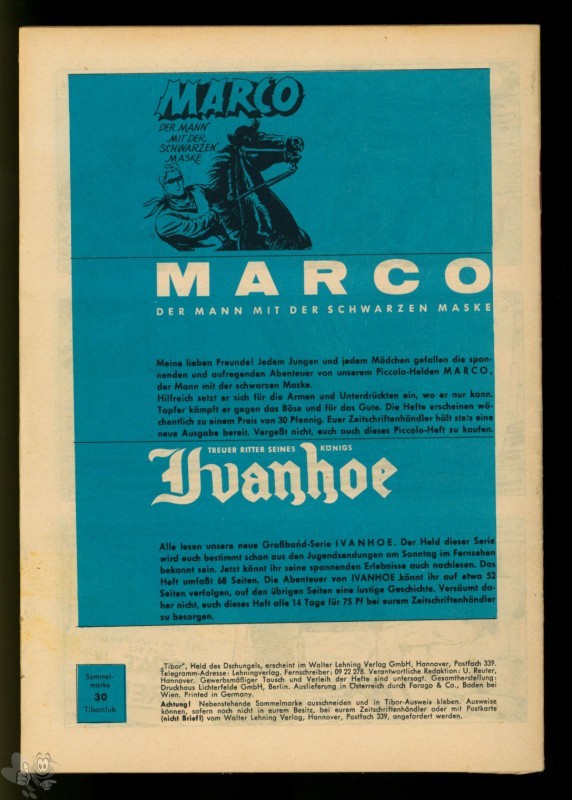 MARCO
DER MANN
MIT DER
SCHWARZEN
MASKE
MARCO
DER MANN MIT DER SCHWARZEN MASKE
Meine lieben Freunde! Jedem Jungen und jedem Mädchen gefallen die span-
nenden und aufregenden Abenteuer von unserem Piccolo-Helden MARCO,
der Mann mit der schwarzen Maske.
Hilfreich setzt er sich für die Armen und Unterdrückten ein, wo er nur kann.
Tapfer kämpft er gegen das Böse und für das Gute. Die Hefte erscheinen wö-
chentlich zu einem Preis von 30 Pfennig. Euer Zeitschriftenhändler hält stets eine
neue Ausgabe bereit. Vergeßt nicht, euch auch dieses Piccolo-Heft zu kaufen.
TREUER RITTER SEINES KÖNIGS
Ivanhoe
Alle lesen unsere neue Großband-Serie IVANHOE. Der Held dieser Serie
wird euch bestimmt schon aus den Jugendsendungen am Sonntag im Fernsehen
bekannt sein. Jetzt könnt ihr seine spannenden Erlebnisse auch nachlesen. Das
Heft umfaßt 68 Seiten. Die Abenteuer von IVANHOE könnt ihr auf etwa 52
Seiten verfolgen, auf den übrigen Seiten eine lustige Geschichte. Versäumt da-
her nicht, euch dieses Heft alle 14 Tage für 75 Pf bei eurem Zeitschriftenhändler
zu besorgen.
Sammel-
marke
30
Tiborclub
„Tibor", Held des Dschungels, erscheint im Walter Lehning Verlag GmbH, Hannover, Postfach 339.
Telegramm-Adresse: Lehningverlag. Fernschreiber: 09 22 278. Verantwortliche Redaktion: U. Reuter,
Hannover. Gewerbsmäßiger Tausch und Verleih der Hefte sind untersagt. Gesamtherstellung:
Druckhaus Lichterfelde GmbH, Berlin. Auslieferung in Österreich durch Parago & Co., Baden bei
Wien. Printed in Germany.
Achtung! Nebenstehende Sammelmarke ausschneiden und in Tibor-Ausweis kleben. Ausweise
können, sofern noch nicht in eurem Besitz, bei eurem Zeitschriftenhändler oder mit Postkarte
(nicht Brief!) vom Walter Lehning Verlag, Hannover, Postfach 339, angefordert werden.